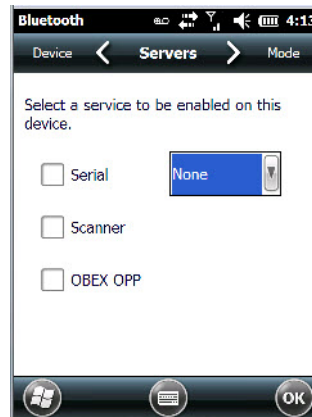 Bluetooth 4:13
Device Servers Mode
Select a service to be enabled on this
device.
Serial None
Scanner
OBEX OPP
OK